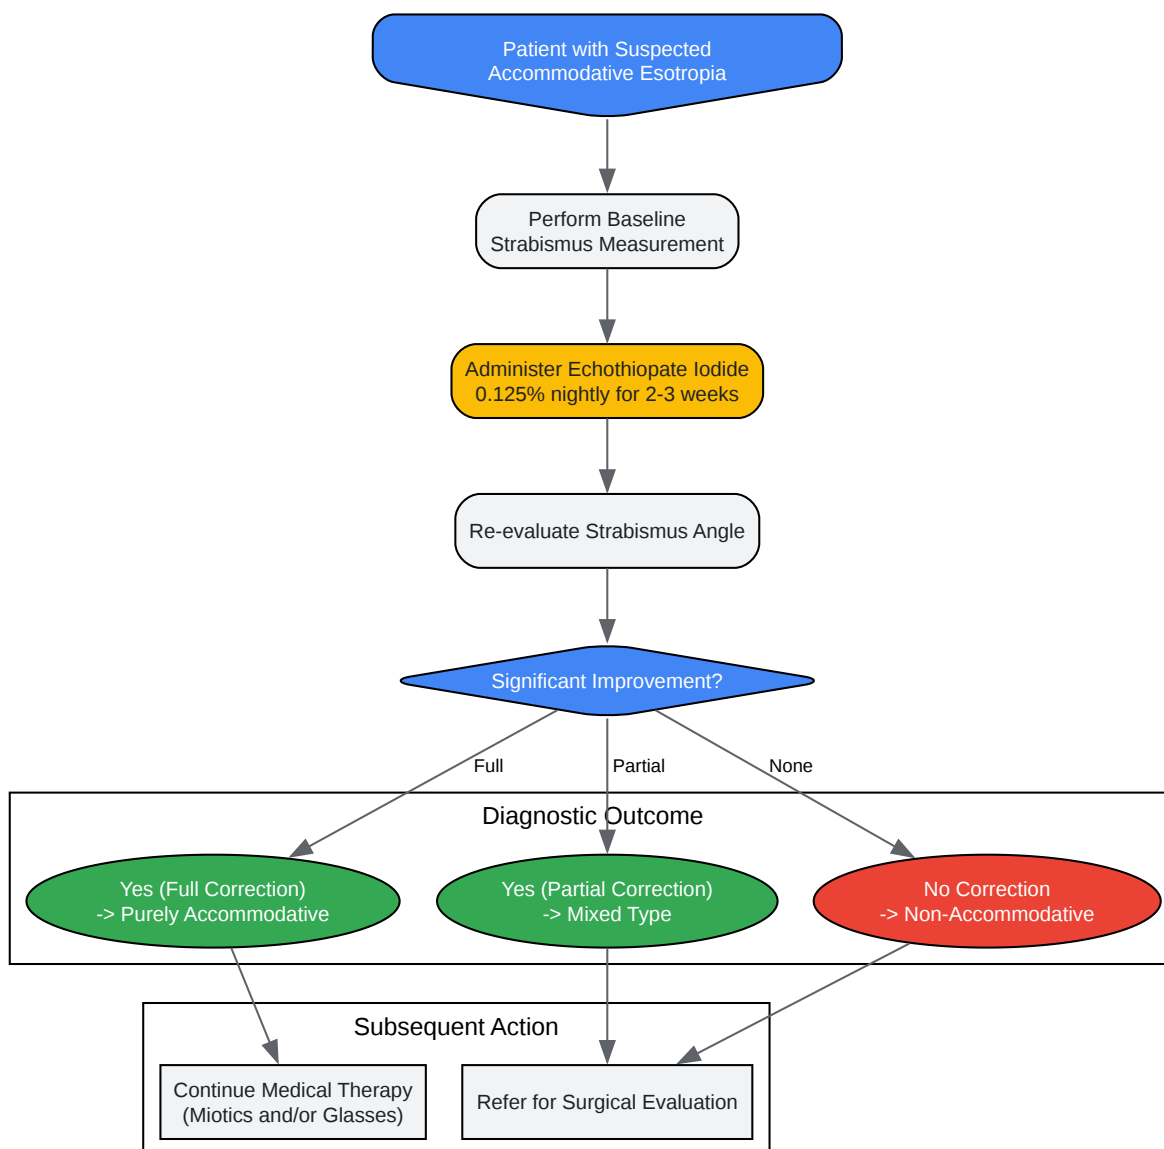 Patient with Suspected
Accommodative Esotropia
Perform Baseline
Strabismus Measurement
Administer Echothiopate Iodide
0.125% nightly for 2-3 weeks
Re-evaluate Strabismus Angle
Significant Improvement?
Full
Partial
None
Diagnostic Outcome
Yes (Full Correction)
-> Purely Accommodative
Yes (Partial Correction)
-> Mixed Type
No Correction
-> Non-Accommodative
Subsequent Action
Continue Medical Therapy
(Miotics and/or Glasses)
Refer for Surgical Evaluation